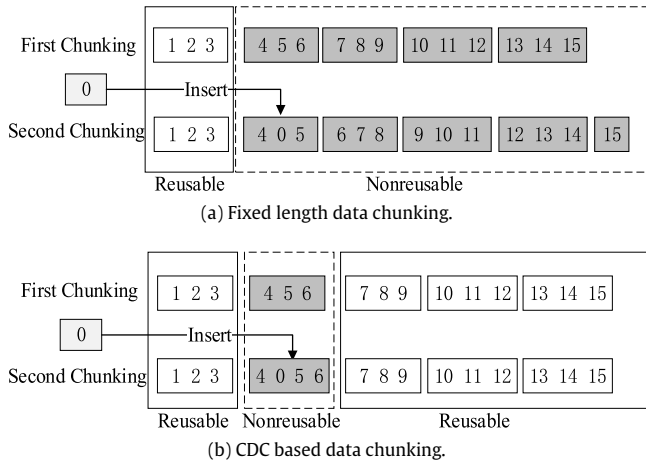 First Chunking 1 2 3 4 5 6 7 8 9 10 11 12 13 14 15
0 Insert
Second Chunking 1 2 3 4 0 5 6 7 8 9 10 11 12 13 14 15
Reusable Nonreusable
(a) Fixed length data chunking.
First Chunking 1 2 3 4 5 6 7 8 9 10 11 12 13 14 15
0 Insert
Second Chunking 1 2 3 4 0 5 6 7 8 9 10 11 12 13 14 15
Reusable Nonreusable Reusable
(b) CDC based data chunking.